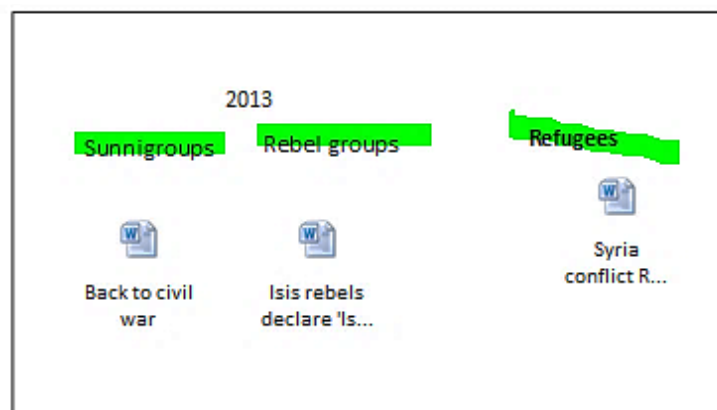 2013
Sunnigroups
Rebel groups
Refugees
Back to civil
war
Isis rebels
declare 'Is...
Syria
conflict R...